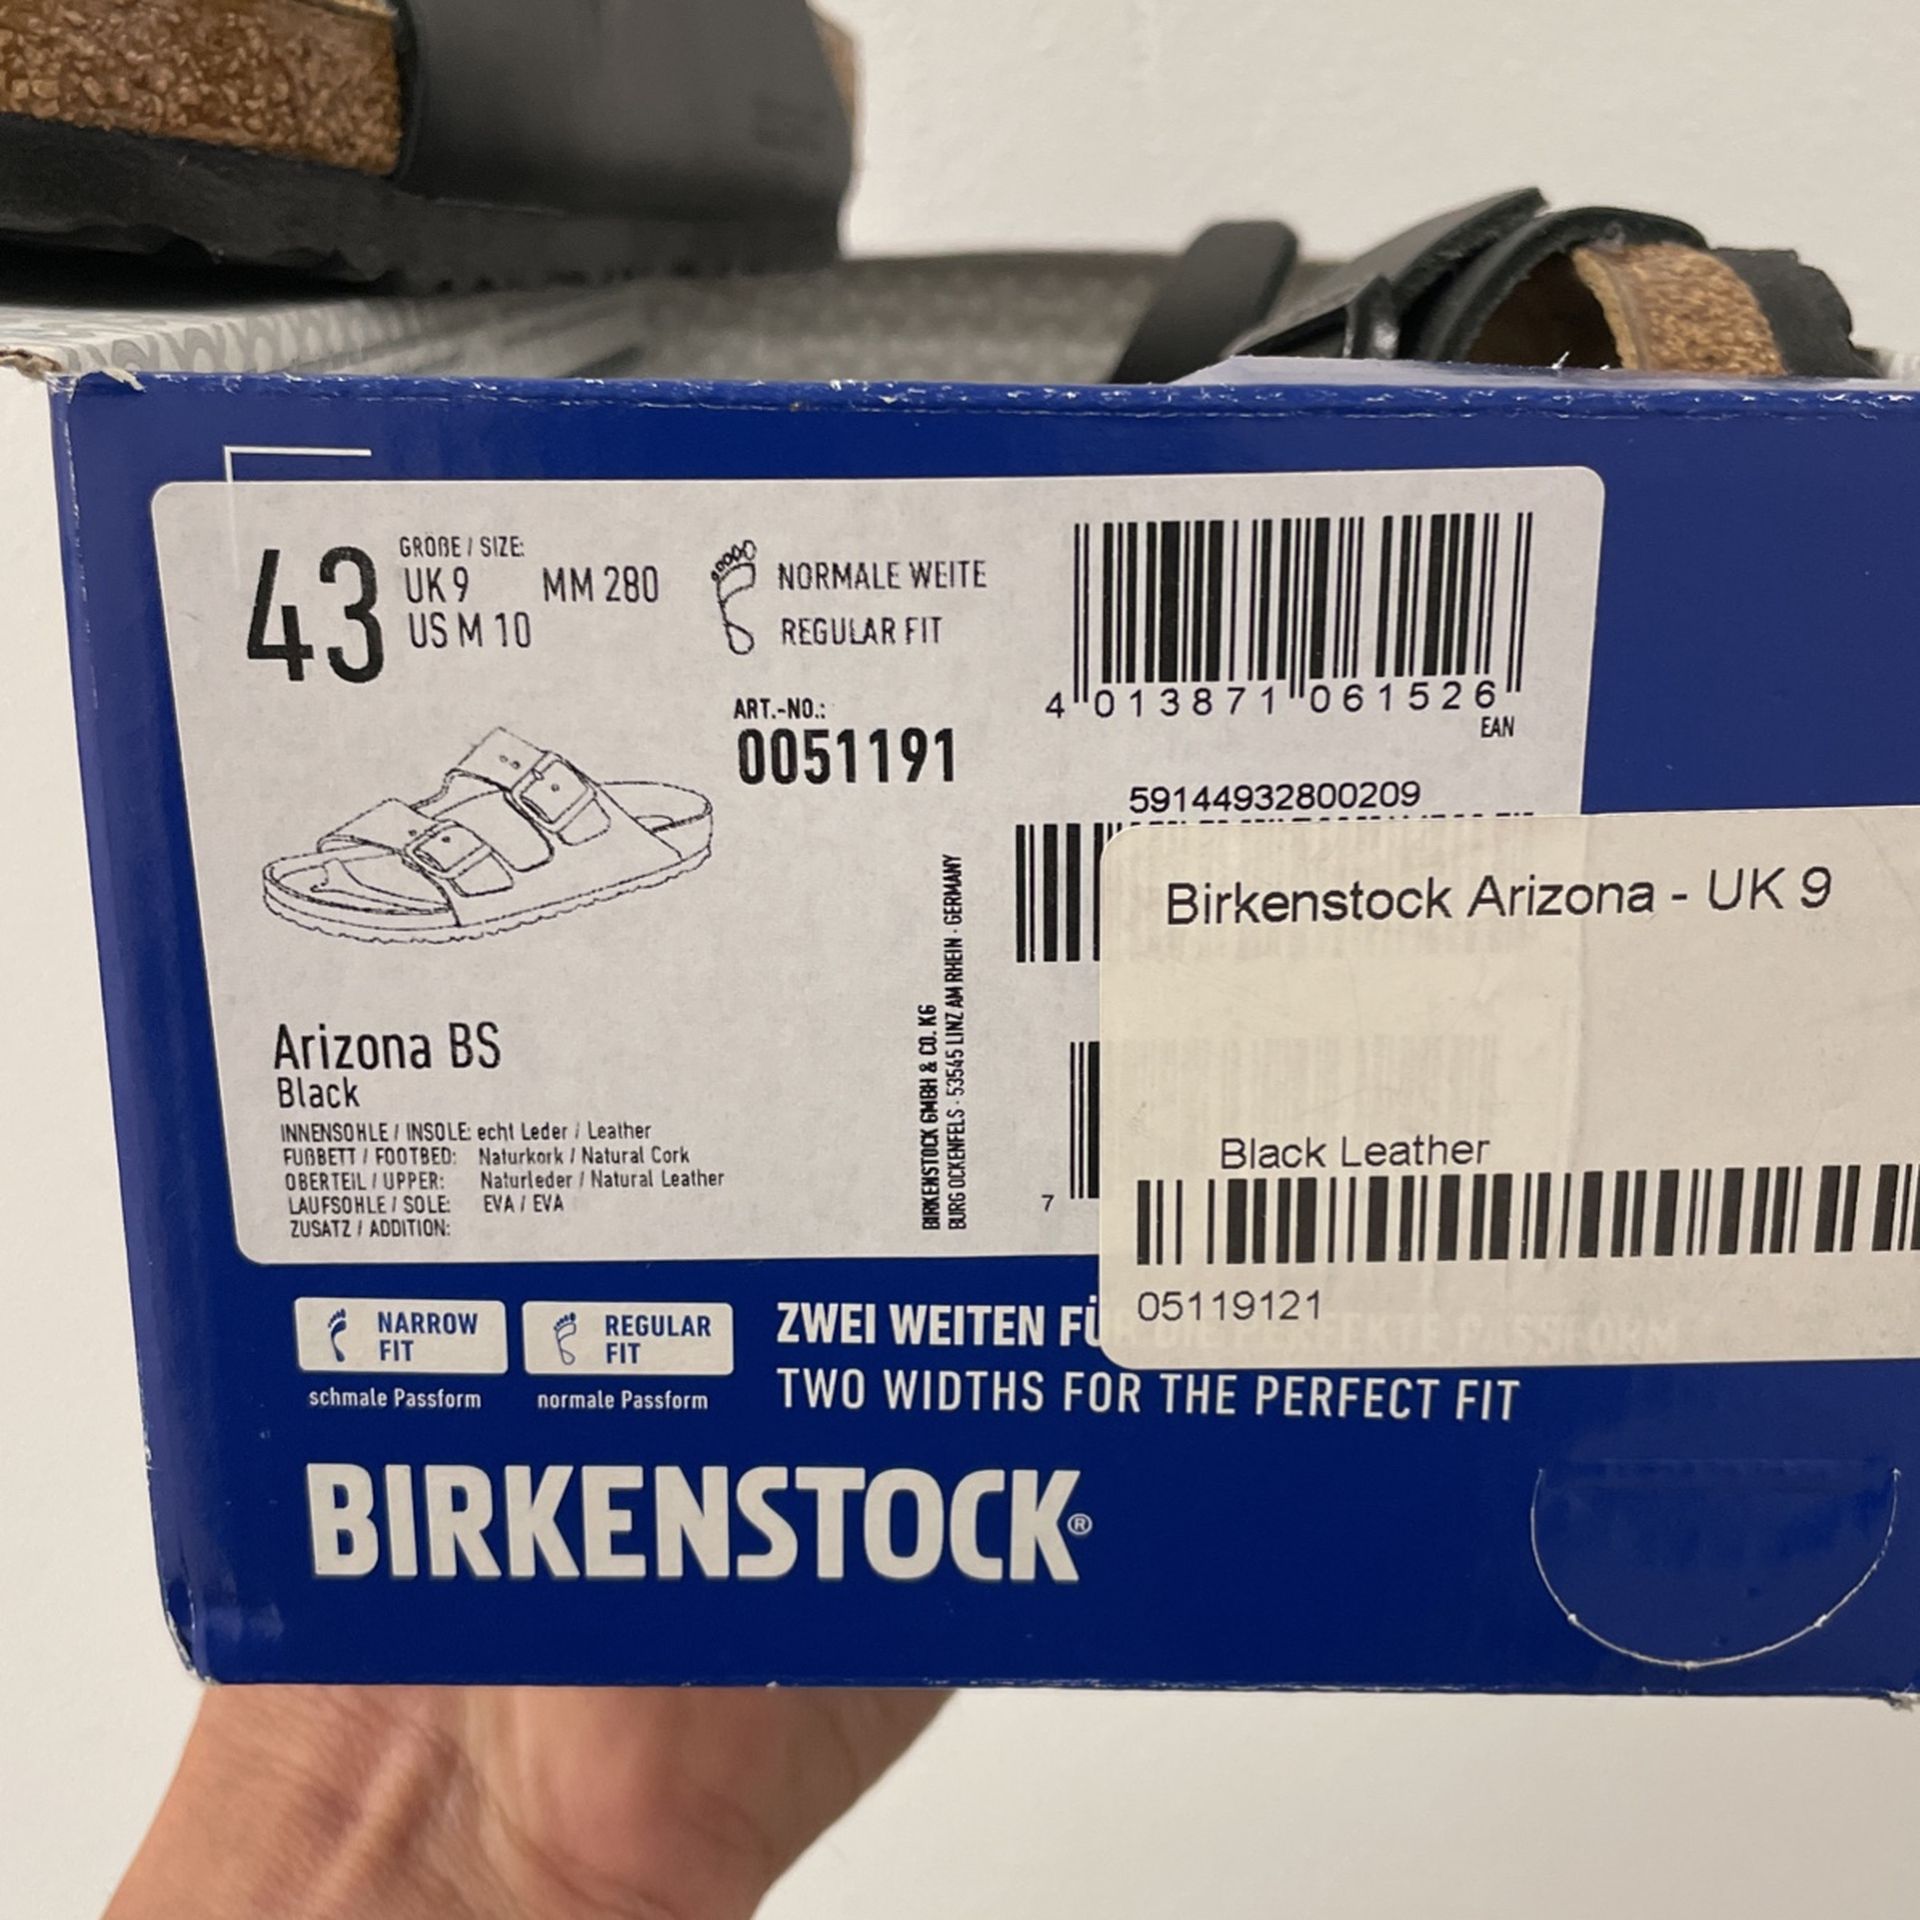 43
GRÖßE / SIZE:
UK 9 MM 280
US M 10
NORMALE WEITE
REGULAR FIT
4 013871 061526
EAN
ART.-NO.:
0051191
59144932800209
Arizona BS
Black
INNENSOHLE / INSOLE: echt Leder / Leather
FUßBETT / FOOTBED: Naturkork / Natural Cork
OBERTEIL / UPPER: Naturleder / Natural Leather
LAUFSOHLE / SOLE: EVA / EVA
ZUSATZ / ADDITION:
BIRKENSTOCK GMBH & CO. KG
BURG OCKENFELS · 53545 LINZ AM RHEIN · GERMANY
7
Birkenstock Arizona - UK 9
Black Leather
05119121
NARROW FIT
schmale Passform
REGULAR FIT
normale Passform
ZWEI WEITEN FÜR DIE PERFEKTE PASSFORM
TWO WIDTHS FOR THE PERFECT FIT
BIRKENSTOCK®